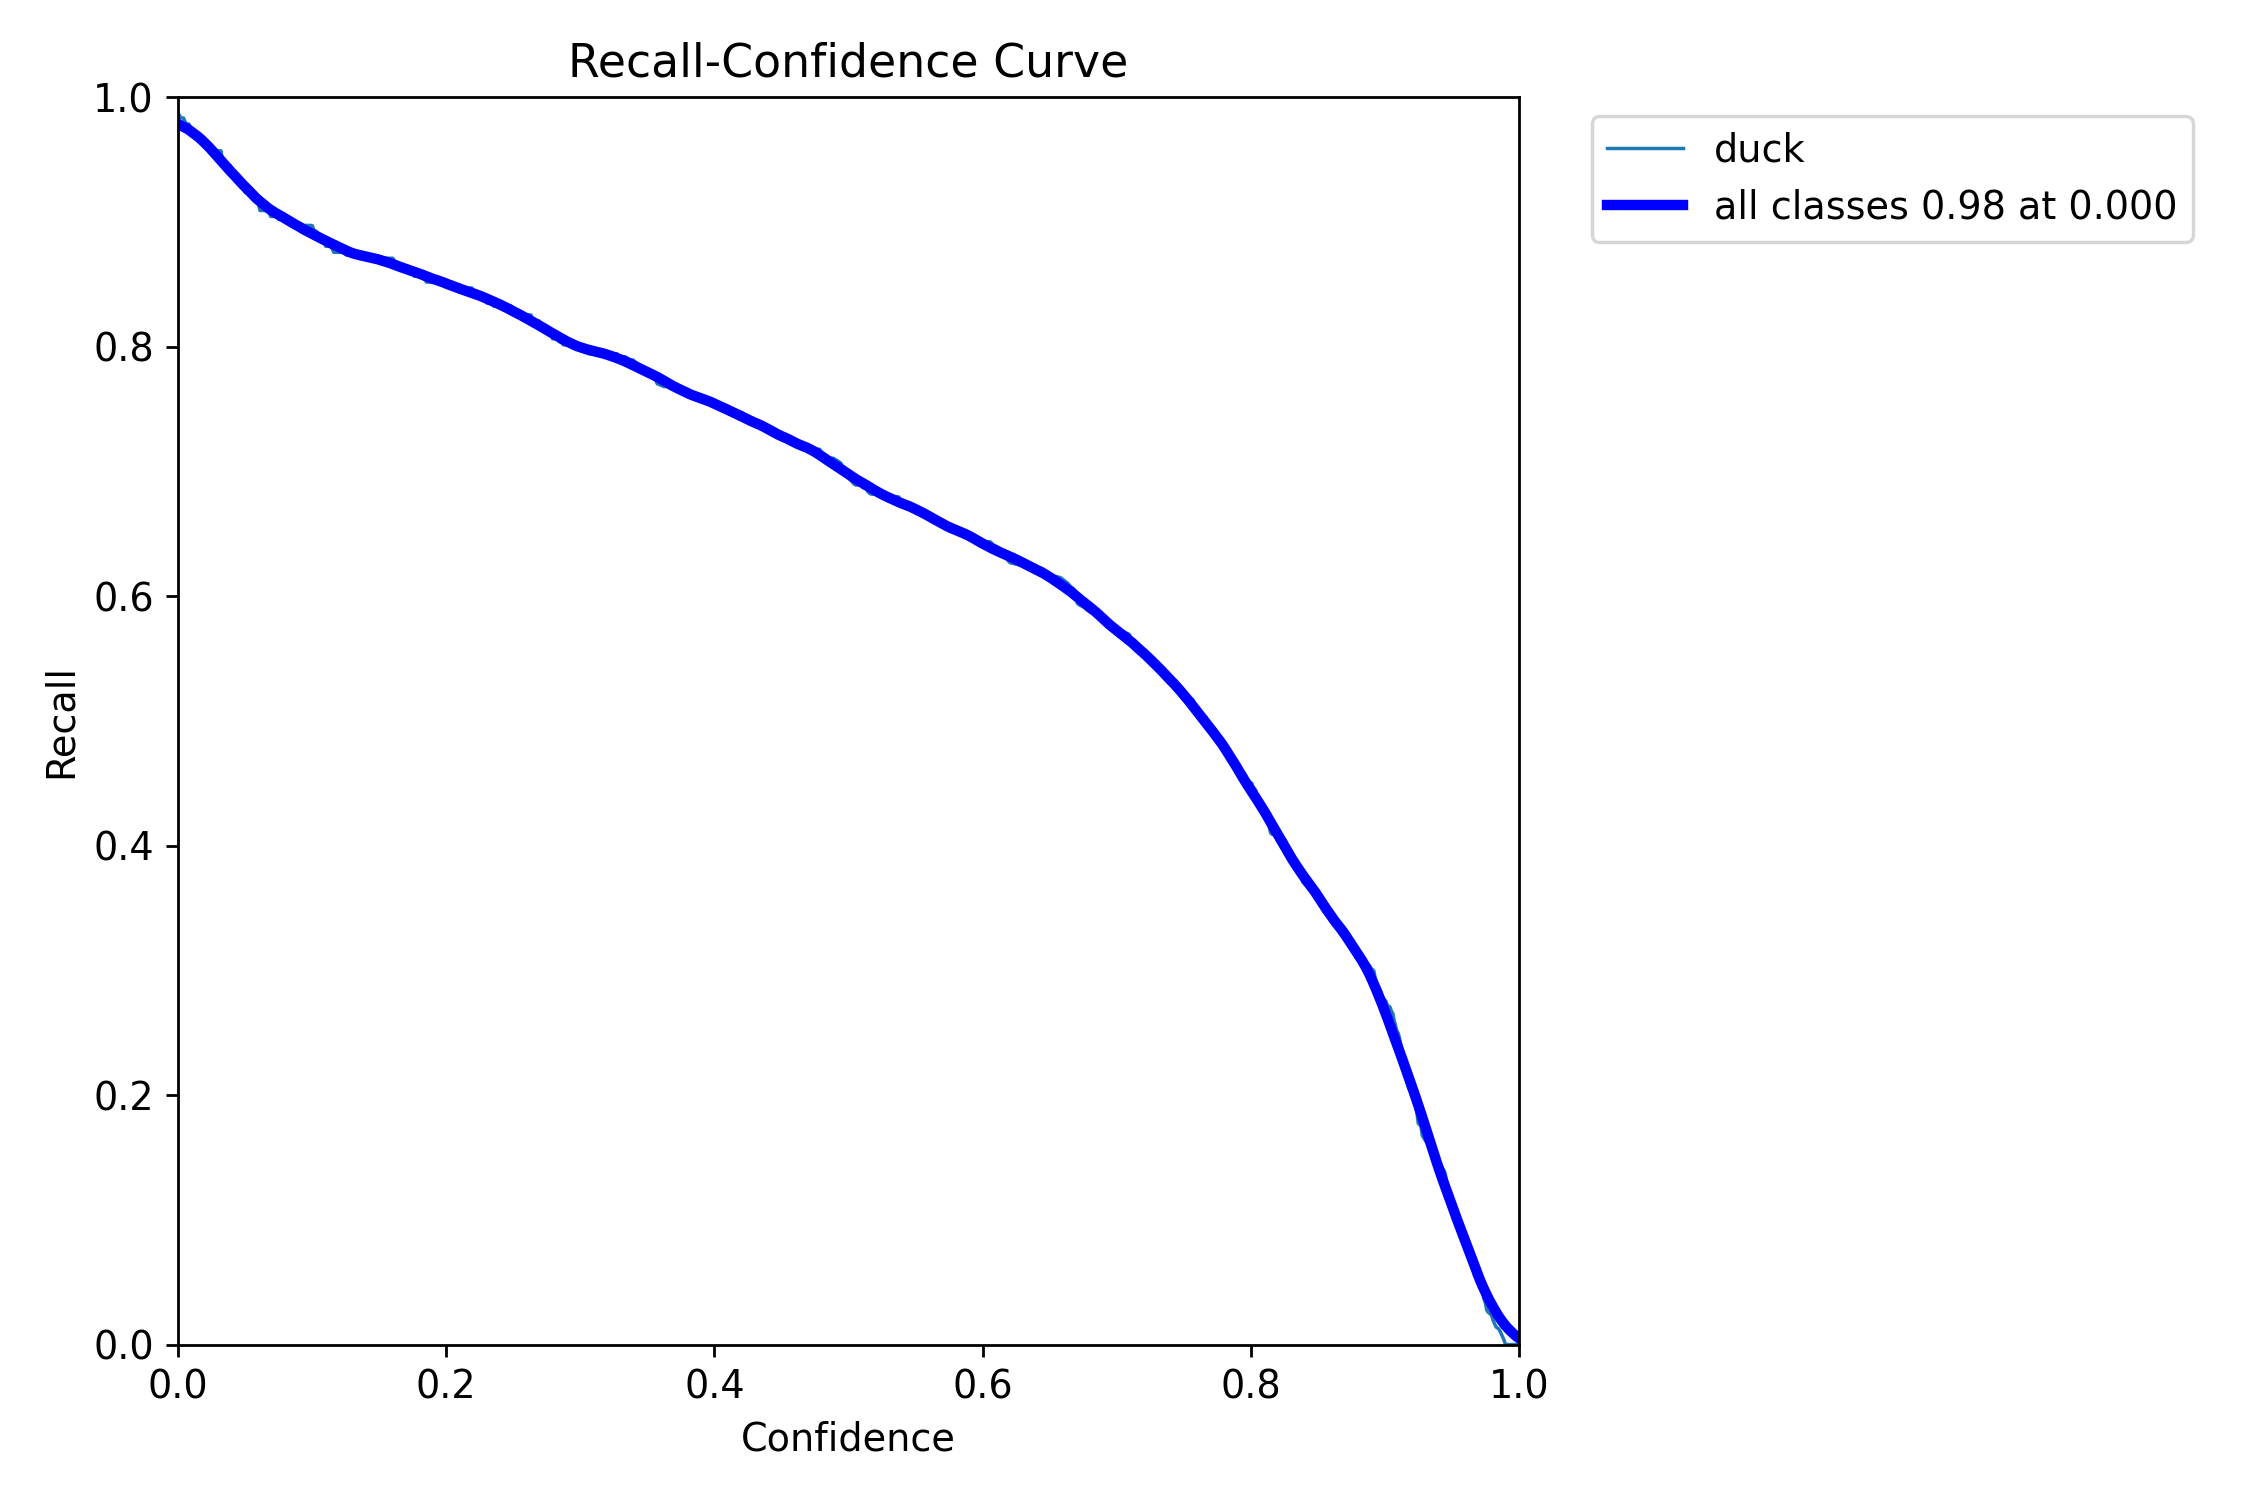 Recall-Confidence Curve
1.0
0.8
0.6
0.4
0.2
0.0
Recall
0.0 0.2 0.4 0.6 0.8 1.0
Confidence
duck
all classes 0.98 at 0.000